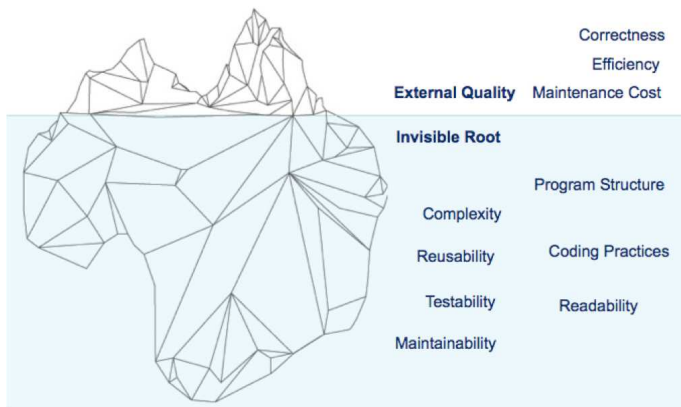 Correctness
Efficiency
External Quality Maintenance Cost
Invisible Root
Program Structure
Complexity
Coding Practices
Reusability
Testability
Readability
Maintainability